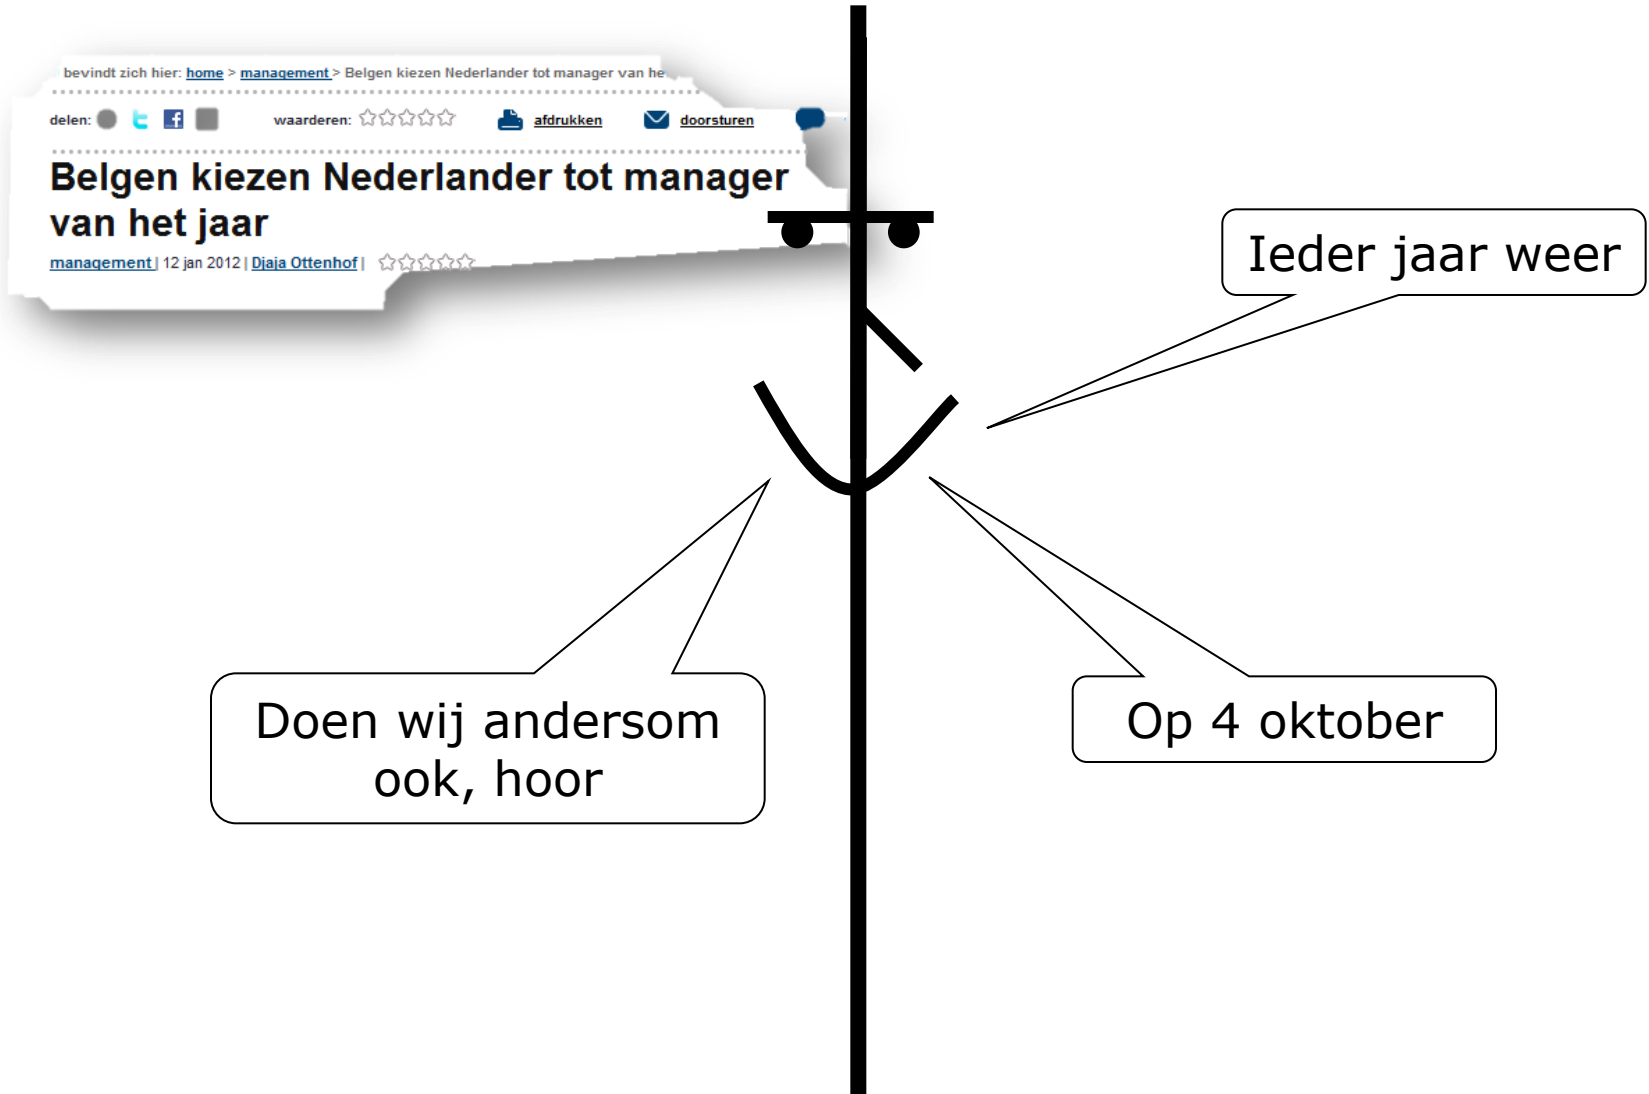 bevindt zich hier: home > management > Belgen kiezen Nederlander tot manager van he
delen: waarderen: afdrukken doorsturen
Belgen kiezen Nederlander tot manager
van het jaar
management | 12 jan 2012 | Djaja Ottenhof |
Ieder jaar weer
Doen wij andersom
ook, hoor
Op 4 oktober